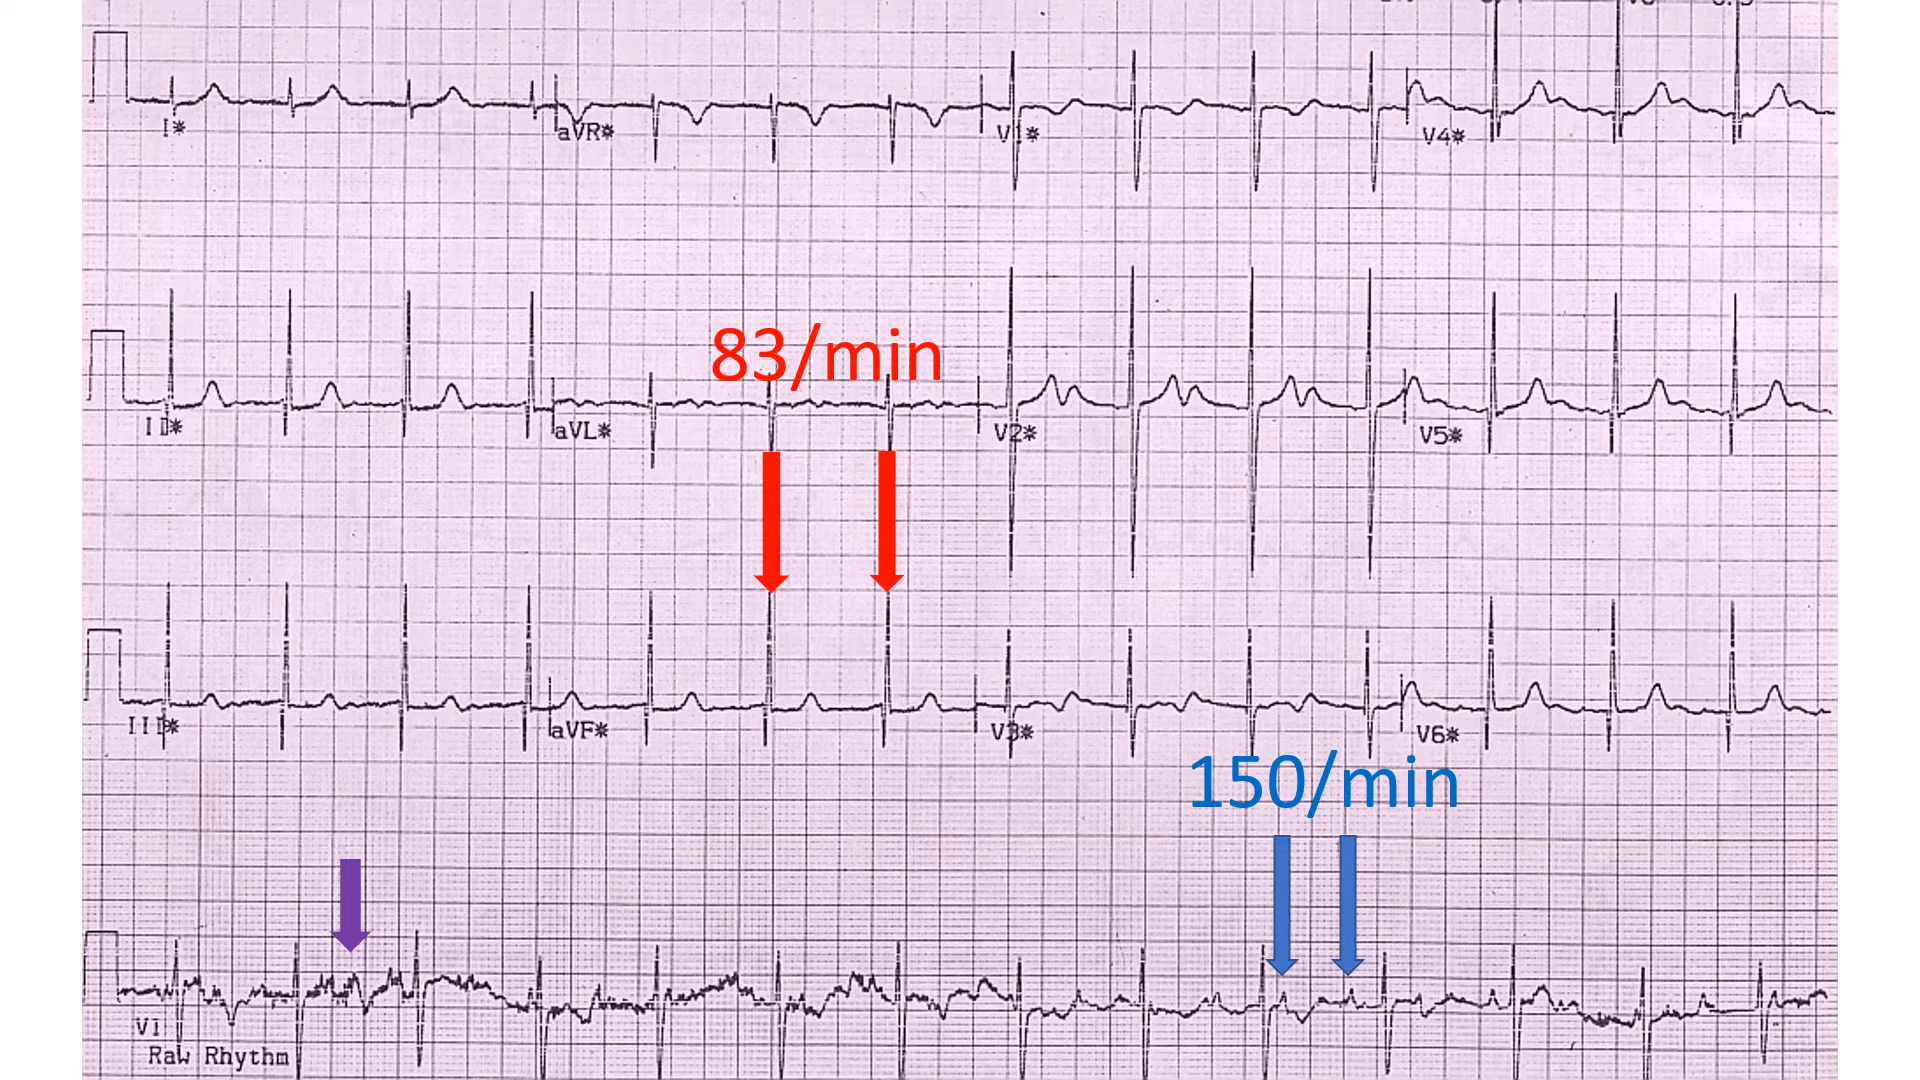 I* aVR* V1* V4*
83/min
II* aVL* V2* V5*
III* aVF* V3* V6*
150/min
V1
Raw Rhythm